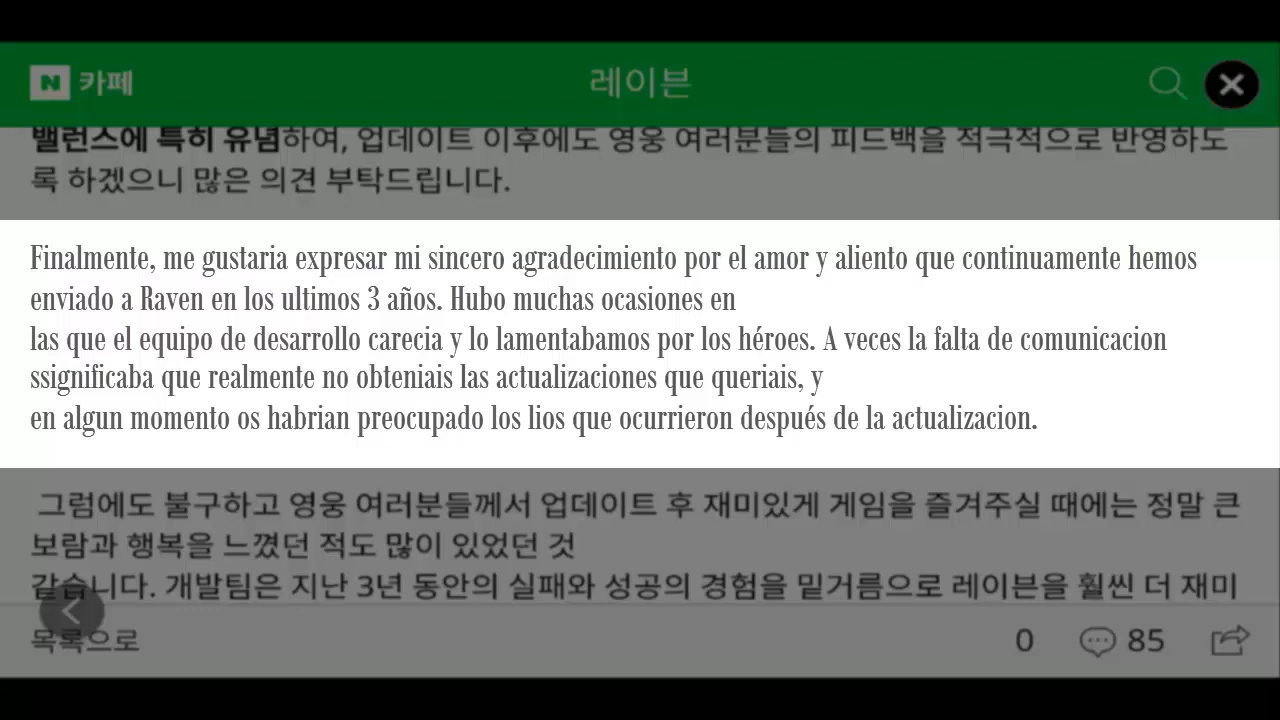 N 카페
레이븐
밸런스에 특히 유념하여, 업데이트 이후에도 영웅 여러분들의 피드백을 적극적으로 반영하도
록 하겠으니 많은 의견 부탁드립니다.
Finalmente, me gustaria expresar mi sincero agradecimiento por el amor y aliento que continuamente hemos
enviado a Raven en los ultimos 3 años. Hubo muchas ocasiones en
las que el equipo de desarrollo carecia y lo lamentabamos por los héroes. A veces la falta de comunicacion
ssignificaba que realmente no obteniais las actualizaciones que queriais, y
en algun momento os habrian preocupado los lios que ocurrieron después de la actualizacion.
그럼에도 불구하고 영웅 여러분들께서 업데이트 후 재미있게 게임을 즐겨주실 때에는 정말 큰
보람과 행복을 느꼈던 적도 많이 있었던 것
같습니다. 개발팀은 지난 3년 동안의 실패와 성공의 경험을 밑거름으로 레이븐을 훨씬 더 재미
목록으로
0
85